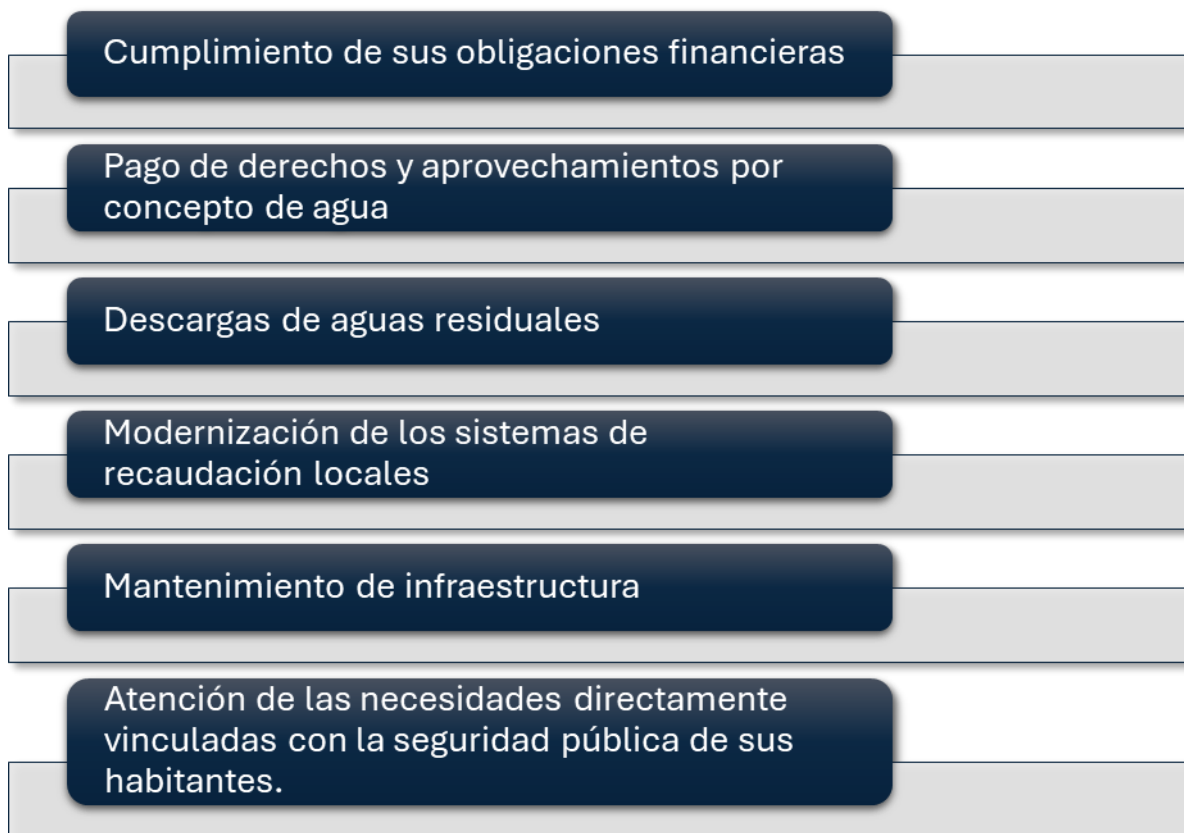 Cumplimiento de sus obligaciones financieras
Pago de derechos y aprovechamientos por
concepto de agua
Descargas de aguas residuales
Modernización de los sistemas de
recaudación locales
Mantenimiento de infraestructura
Atención de las necesidades directamente
vinculadas con la seguridad pública de sus
habitantes.